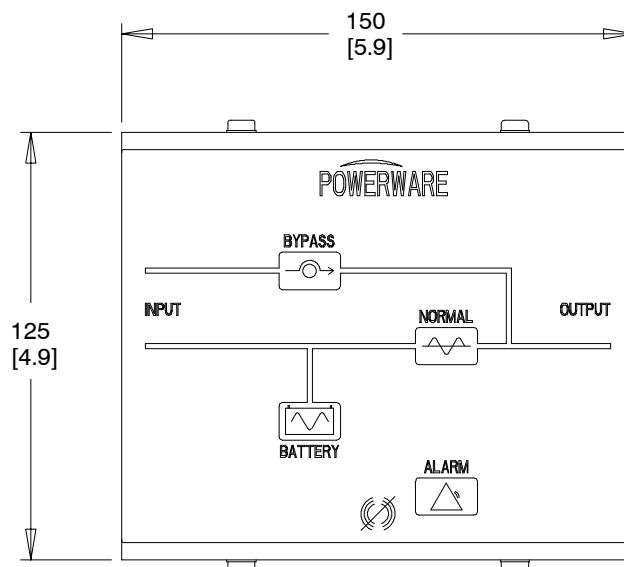 150
[5.9]
POWERWARE
BYPASS
INPUT
NORMAL
OUTPUT
125
[4.9]
BATTERY
ALARM